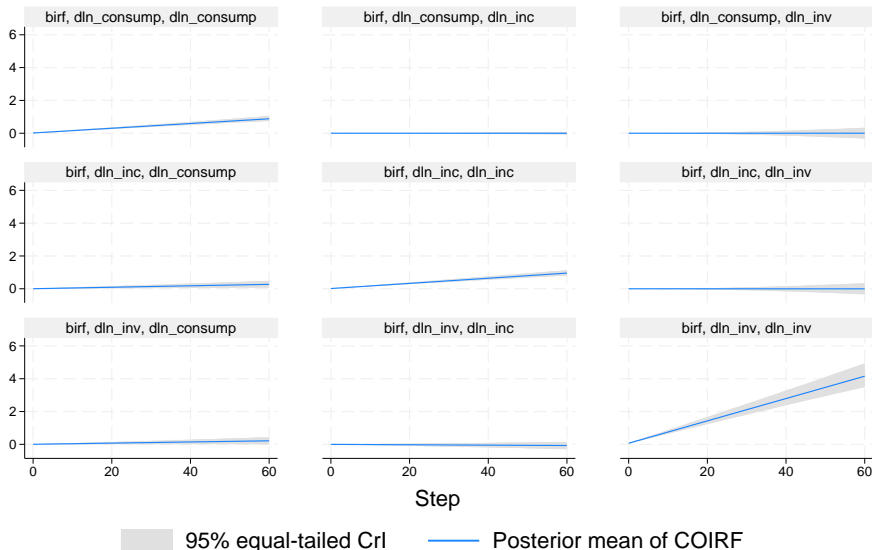 birf, dln_consump, dln_consump
birf, dln_consump, dln_inc
birf, dln_consump, dln_inv
6
4
2
0
birf, dln_inc, dln_consump
birf, dln_inc, dln_inc
birf, dln_inc, dln_inv
6
4
2
0
birf, dln_inv, dln_consump
birf, dln_inv, dln_inc
birf, dln_inv, dln_inv
6
4
2
0
0 20 40 60
0 20 40 60
0 20 40 60
Step
95% equal-tailed CrI
Posterior mean of COIRF